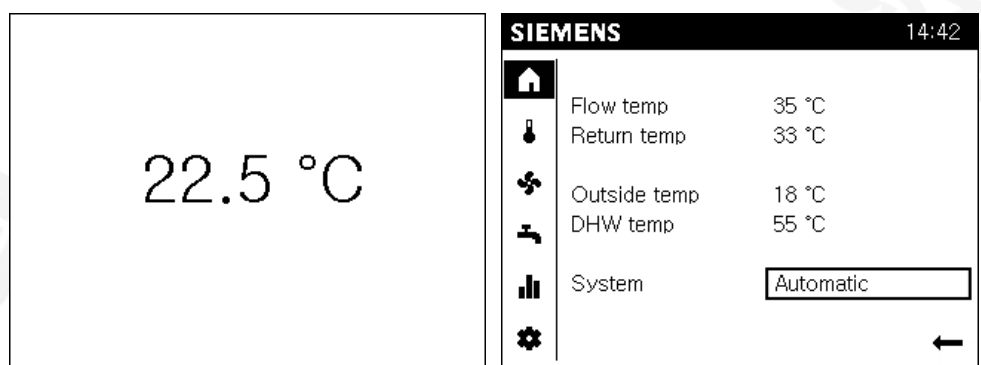 22.5 °C
SIEMENS 14:42
Flow temp 35 °C
Return temp 33 °C
Outside temp 18 °C
DHW temp 55 °C
System Automatic